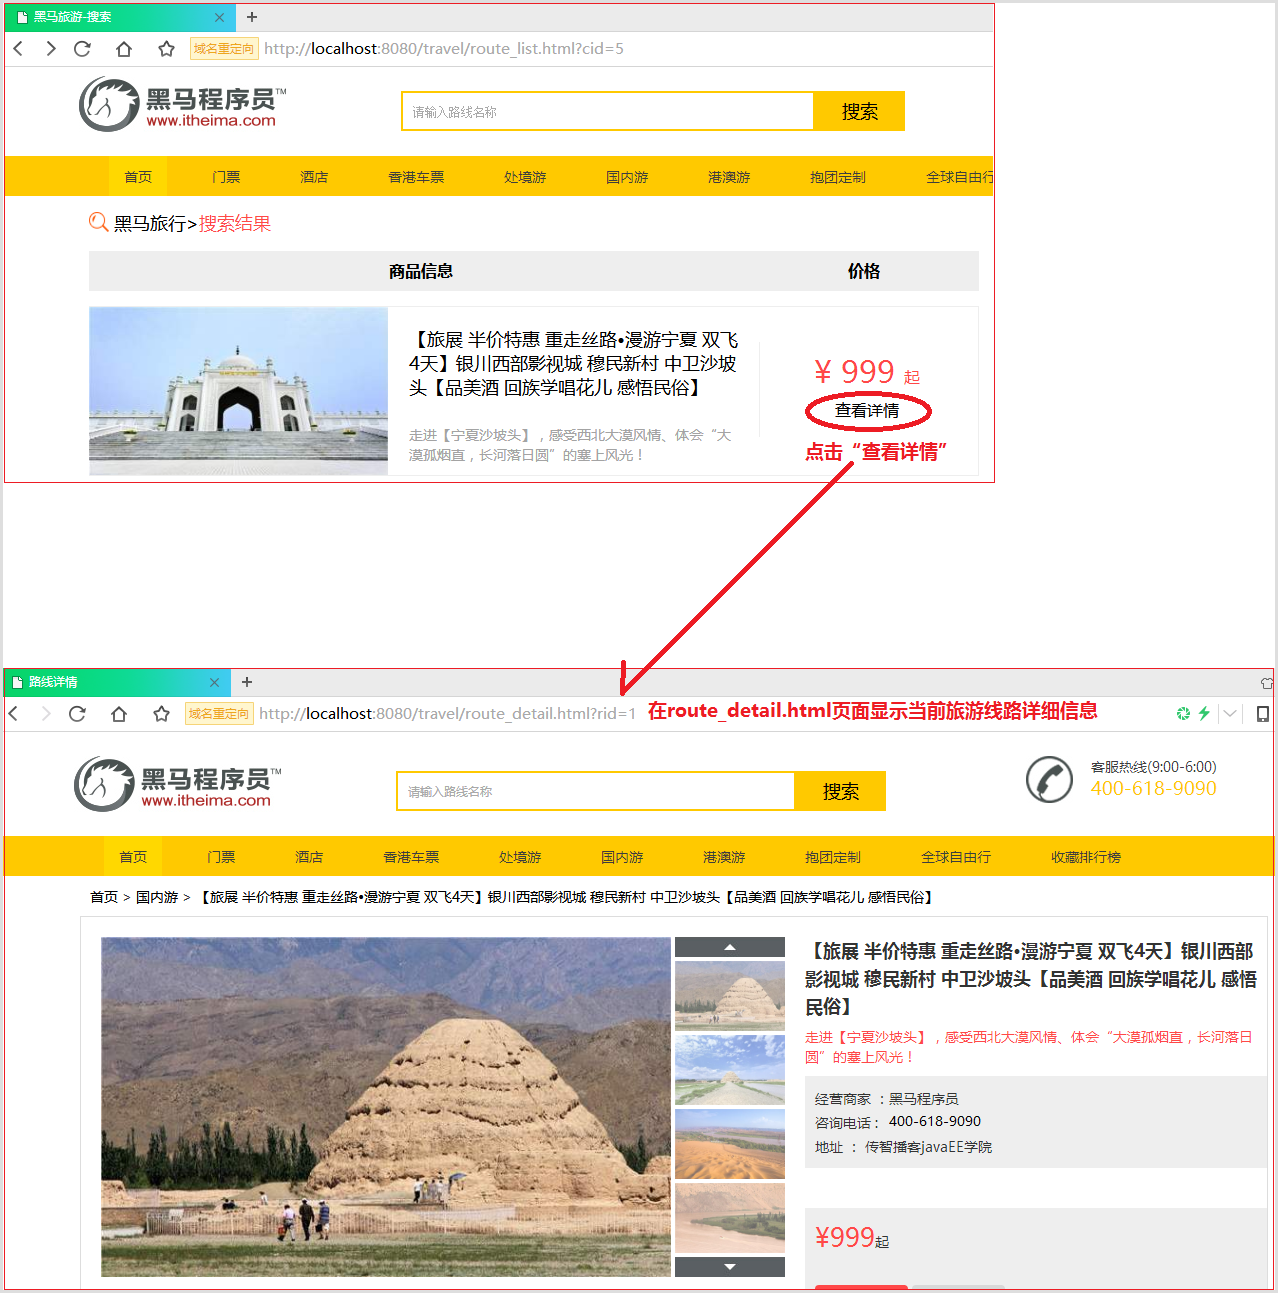 黑马旅游-搜索
域名重定向 http://localhost:8080/travel/route_list.html?cid=5
黑马程序员™
www.itheima.com
请输入路线名称 搜索
首页 门票 酒店 香港车票 处境游 国内游 港澳游 抱团定制 全球自由行
黑马旅行>搜索结果
商品信息 价格
【旅展 半价特惠 重走丝路•漫游宁夏 双飞
4天】银川西部影视城 穆民新村 中卫沙坡
头【品美酒 回族学唱花儿 感悟民俗】
走进【宁夏沙坡头】，感受西北大漠风情、体会“大
漠孤烟直，长河落日圆”的塞上风光！
¥ 999 起
查看详情
点击“查看详情”
路线详情
域名重定向 http://localhost:8080/travel/route_detail.html?rid=1
在route_detail.html页面显示当前旅游线路详细信息
黑马程序员™
www.itheima.com
请输入路线名称 搜索
客服热线(9:00-6:00)
400-618-9090
首页 门票 酒店 香港车票 处境游 国内游 港澳游 抱团定制 全球自由行 收藏排行榜
首页 > 国内游 > 【旅展 半价特惠 重走丝路•漫游宁夏 双飞4天】银川西部影视城 穆民新村 中卫沙坡头【品美酒 回族学唱花儿 感悟民俗】
【旅展 半价特惠 重走丝路•漫游宁夏 双飞4天】银川西部
影视城 穆民新村 中卫沙坡头【品美酒 回族学唱花儿 感悟
民俗】
走进【宁夏沙坡头】，感受西北大漠风情、体会“大漠孤烟直，长河落日
圆”的塞上风光！
经营商家 ：黑马程序员
咨询电话 ： 400-618-9090
地址 ： 传智播客javaEE学院
¥999起